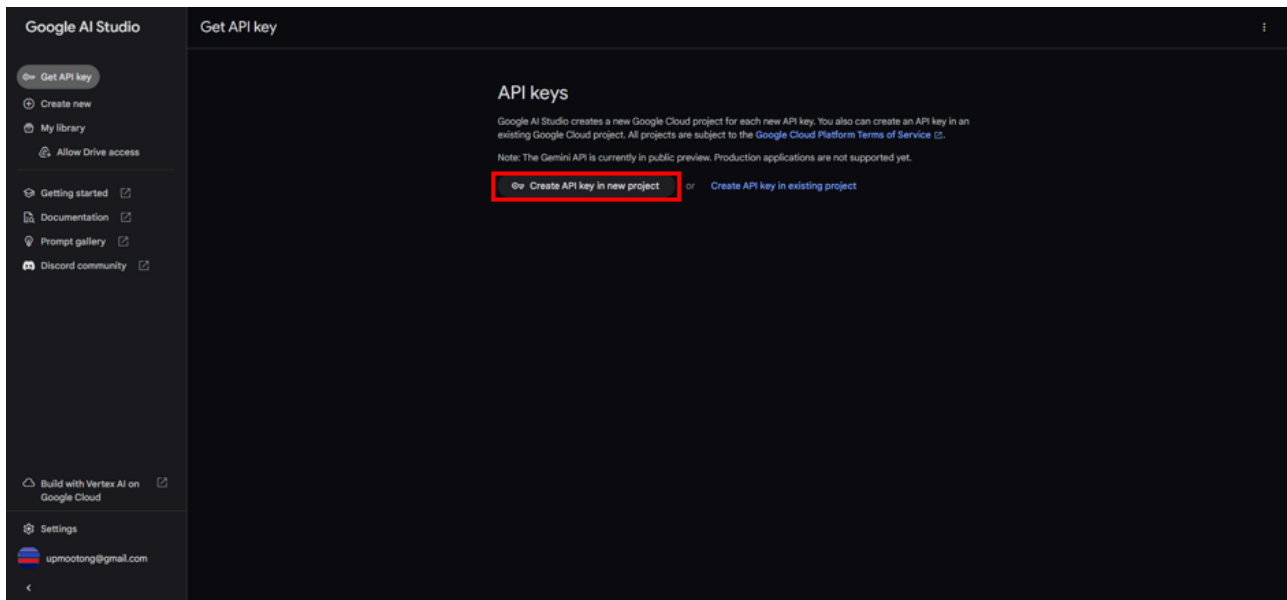 Google AI Studio
Get API key
Get API key
Create new
My library
Allow Drive access
Getting started
Documentation
Prompt gallery
Discord community
Build with Vertex AI on
Google Cloud
Settings
upmootong@gmail.com
API keys
Google AI Studio creates a new Google Cloud project for each new API key. You also can create an API key in an
existing Google Cloud project. All projects are subject to the Google Cloud Platform Terms of Service.
Note: The Gemini API is currently in public preview. Production applications are not supported yet.
Create API key in new project or Create API key in existing project